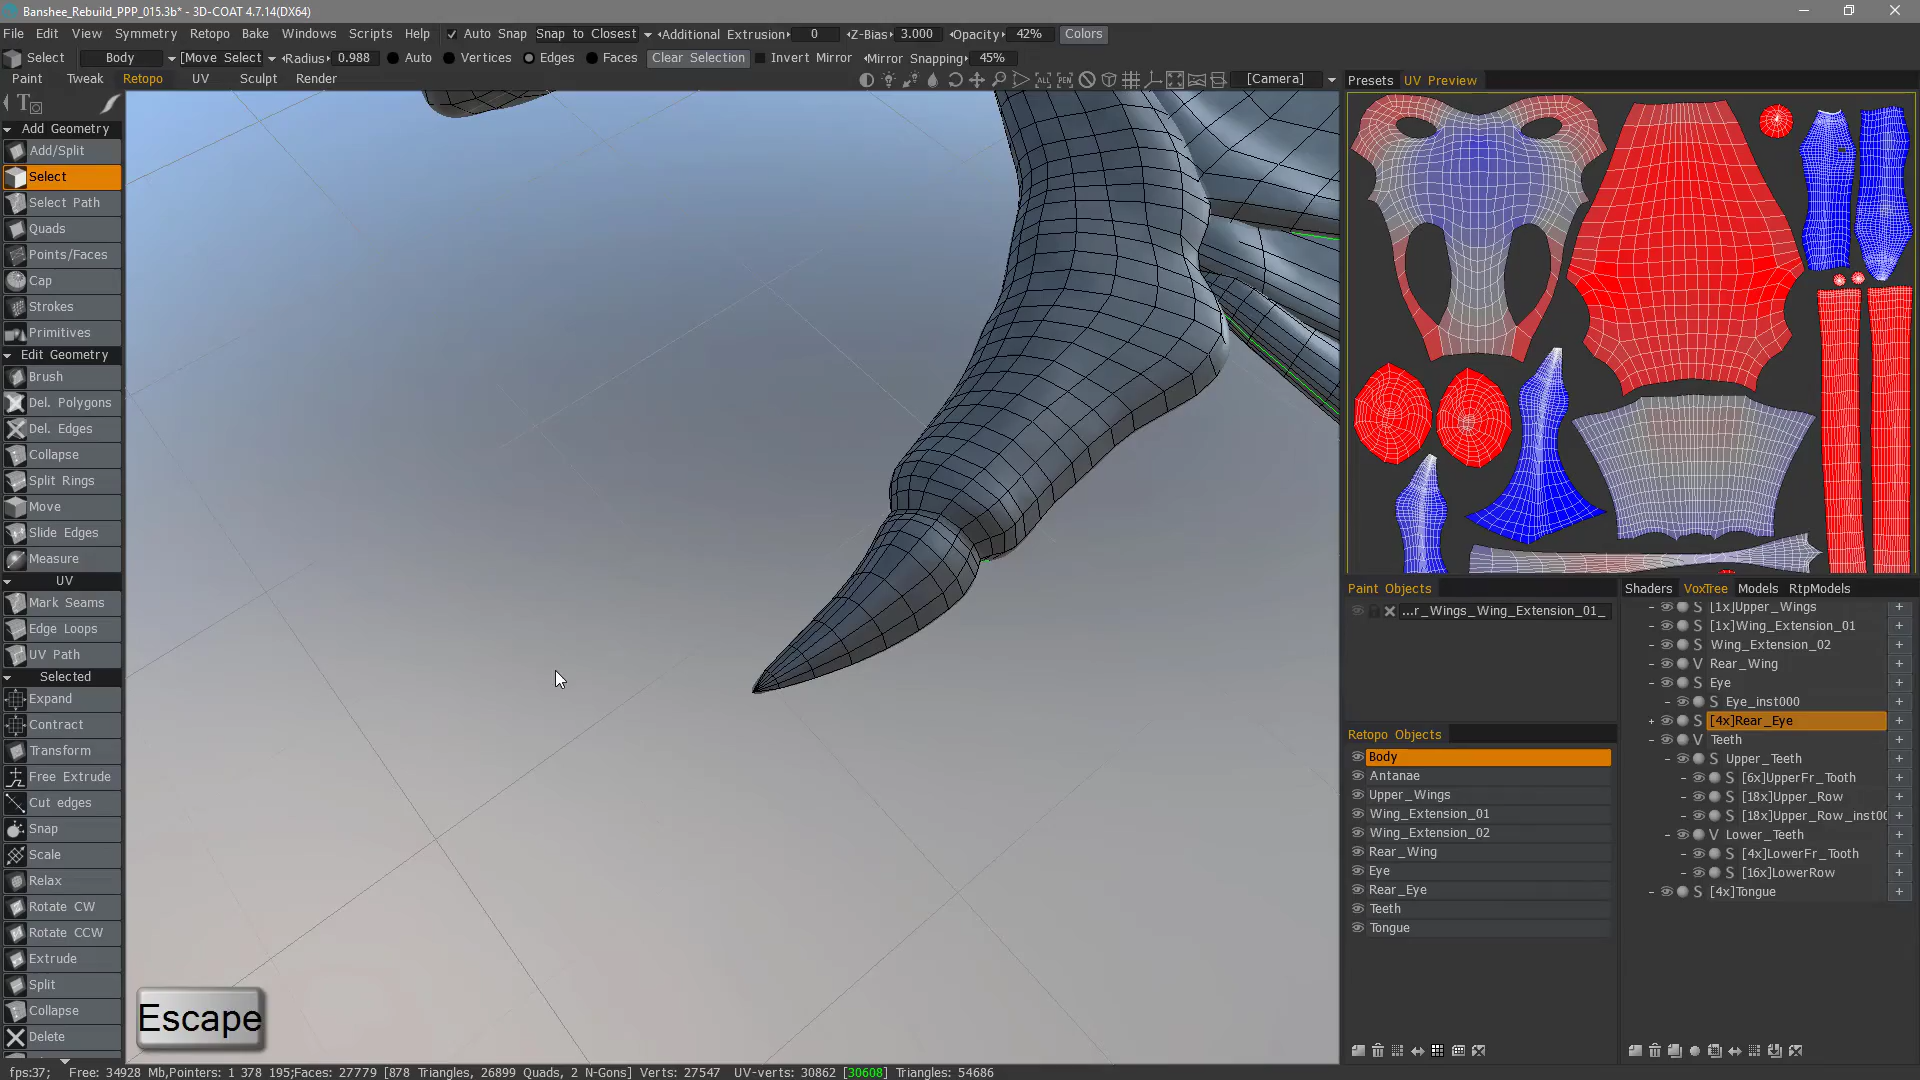 Banshee_Rebuild_PPP_015.3b* - 3D-COAT 4.7.14(DX64)
File Edit View Symmetry Retopo Bake Windows Scripts Help Auto Snap Snap to Closest Additional Extrusion 0 Z-Bias 3.000 Opacity 42% Colors
Select Body [Move Select Radius 0.988 Auto Vertices Edges Faces Clear Selection Invert Mirror Mirror Snapping 45%
Paint Tweak Retopo UV Sculpt Render [Camera] Presets UV Preview
Add Geometry
Add/Split
Select
Select Path
Quads
Points/Faces
Cap
Strokes
Primitives
Edit Geometry
Brush
Del. Polygons
Del. Edges
Collapse
Split Rings
Move
Slide Edges
Measure
UV
Mark Seams
Edge Loops
UV Path
Selected
Expand
Contract
Transform
Free Extrude
Cut edges
Snap
Scale
Relax
Rotate CW
Rotate CCW
Extrude
Split
Collapse
Delete
Escape
Paint Objects
...r_Wings_Wing_Extension_01_
Retopo Objects
Body
Antanae
Upper_Wings
Wing_Extension_01
Wing_Extension_02
Rear_Wing
Eye
Rear_Eye
Teeth
Tongue
Shaders VoxTree Models RtpModels
S [1x]Upper_Wings +
S [1x]Wing_Extension_01 +
S Wing_Extension_02 +
V Rear_Wing +
S Eye +
S Eye_inst000 +
+ S [4x]Rear_Eye +
V Teeth +
S Upper_Teeth +
S [6x]UpperFr_Tooth +
S [18x]Upper_Row +
S [18x]Upper_Row_inst00 +
V Lower_Teeth +
S [4x]LowerFr_Tooth +
S [16x]LowerRow +
S [4x]Tongue +
fps:37; Free: 34928 Mb,Pointers: 1 378 195;Faces: 27779 [878 Triangles, 26899 Quads, 2 N-Gons] Verts: 27547 UV-verts: 30862 [30608] Triangles: 54686